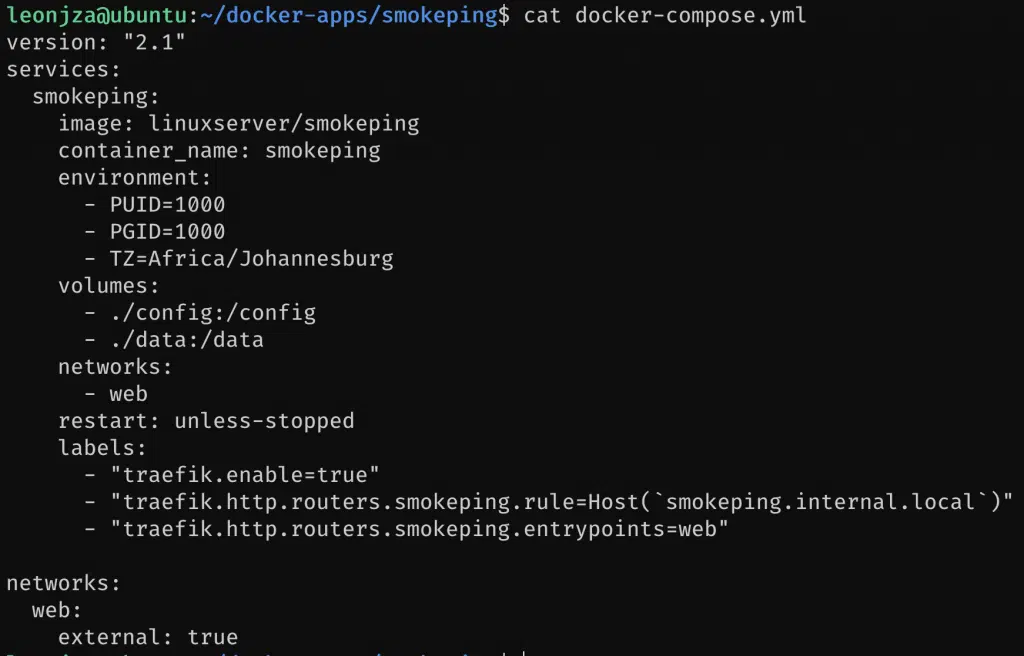 leonjza@ubuntu:~/docker-apps/smokeping$ cat docker-compose.yml
version: "2.1"
services:
  smokeping:
    image: linuxserver/smokeping
    container_name: smokeping
    environment:
      - PUID=1000
      - PGID=1000
      - TZ=Africa/Johannesburg
    volumes:
      - ./config:/config
      - ./data:/data
    networks:
      - web
    restart: unless-stopped
    labels:
      - "traefik.enable=true"
      - "traefik.http.routers.smokeping.rule=Host(`smokeping.internal.local`)"
      - "traefik.http.routers.smokeping.entrypoints=web"

networks:
  web:
    external: true